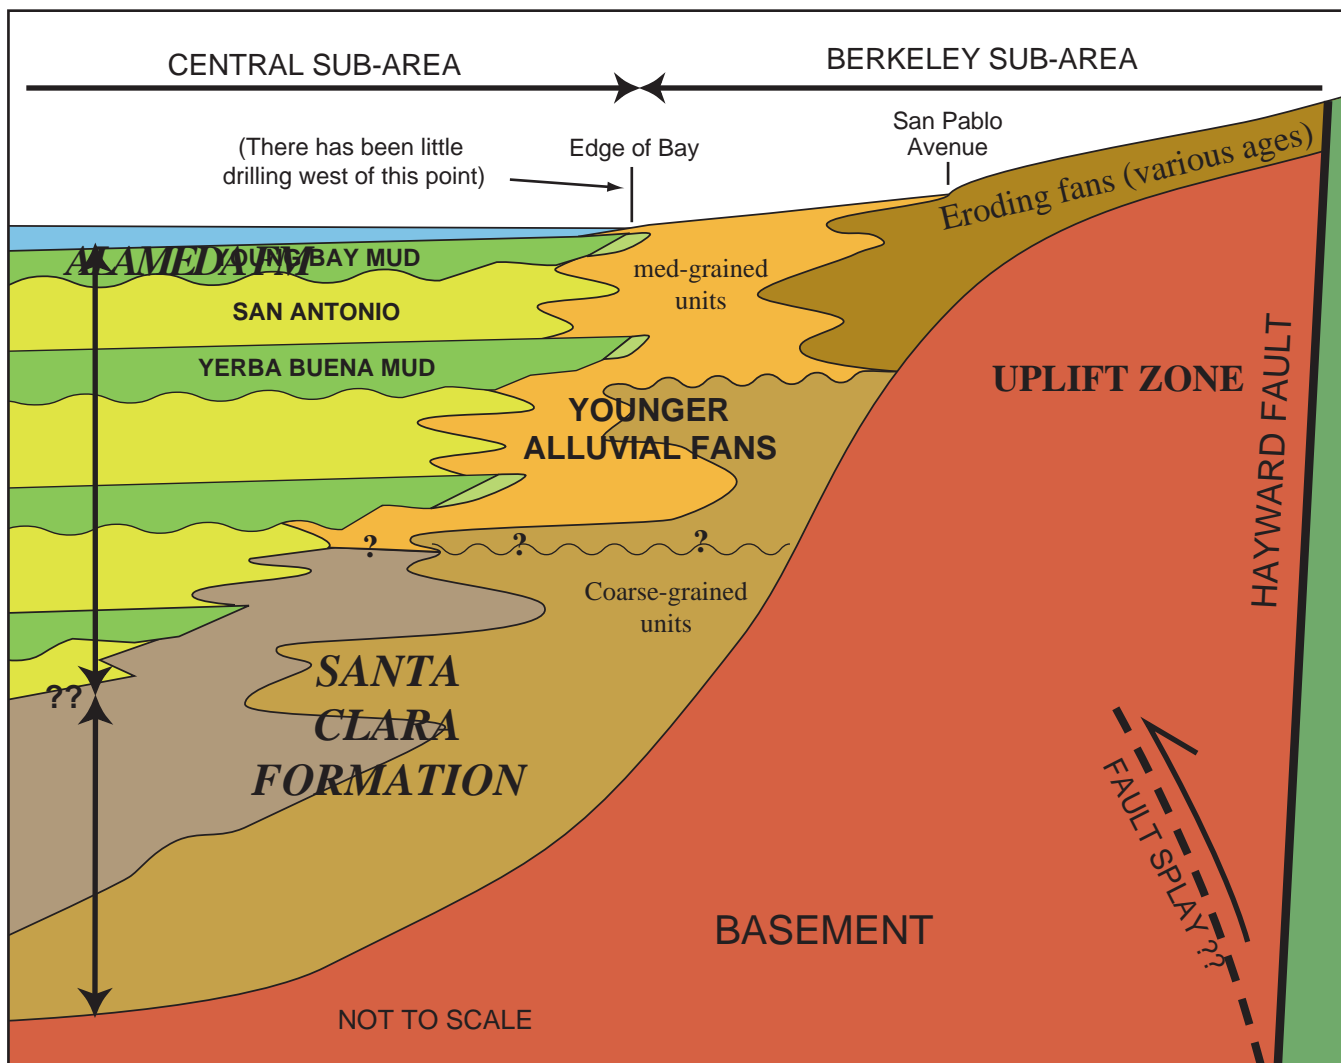 CENTRAL SUB-AREA
BERKELEY SUB-AREA
(There has been little
drilling west of this point)
Edge of Bay
San Pablo
Avenue
Eroding fans (various ages)
ALAMEDA FM
YOUNG BAY MUD
med-grained
units
SAN ANTONIO
YERBA BUENA MUD
UPLIFT ZONE
HAYWARD FAULT
YOUNGER
ALLUVIAL FANS
?
?
?
Coarse-grained
units
??
SANTA
CLARA
FORMATION
FAULT SPLAY ??
BASEMENT
NOT TO SCALE